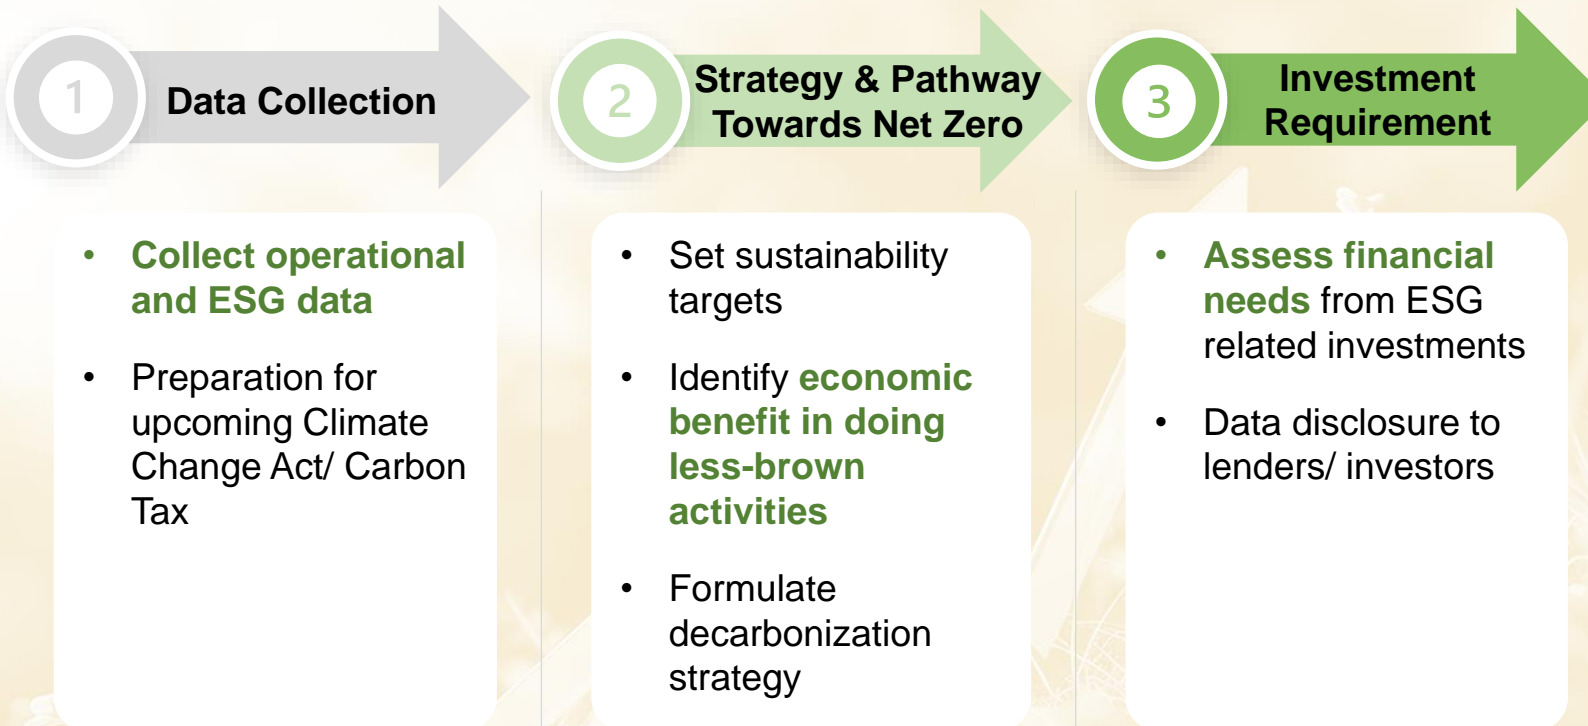 1
Data Collection
• Collect operational
and ESG data
• Preparation for
upcoming Climate
Change Act/ Carbon
Tax
2
Strategy & Pathway
Towards Net Zero
• Set sustainability
targets
• Identify economic
benefit in doing
less-brown
activities
• Formulate
decarbonization
strategy
3
Investment
Requirement
• Assess financial
needs from ESG
related investments
• Data disclosure to
lenders/ investors